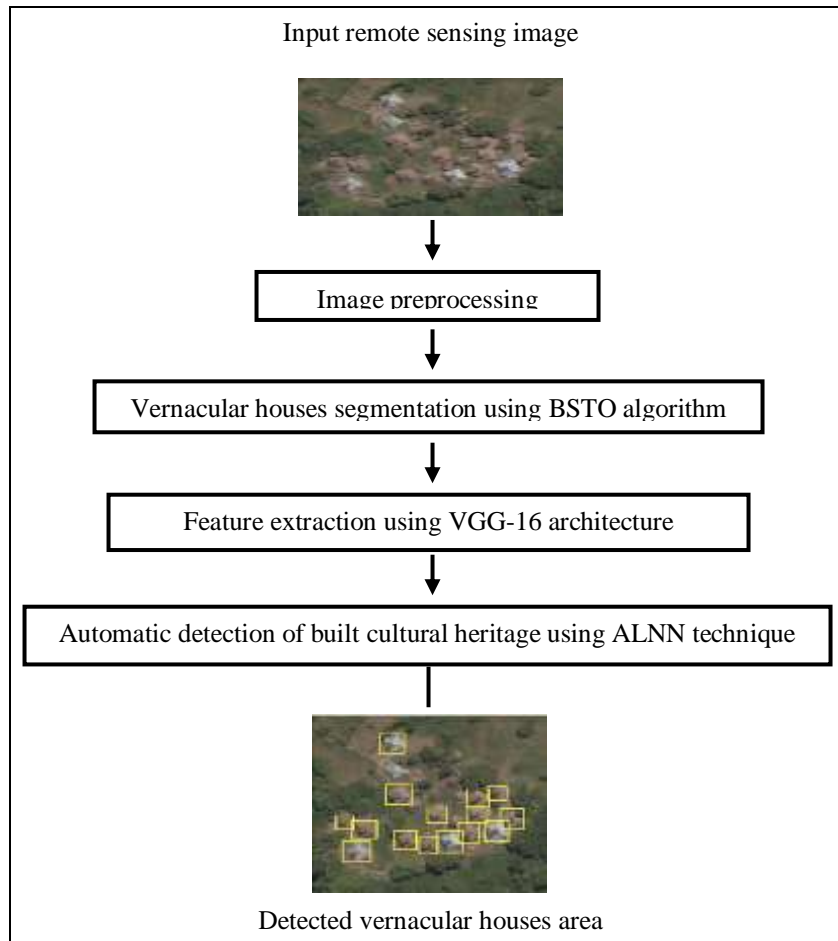 Input remote sensing image
Image preprocessing
Vernacular houses segmentation using BSTO algorithm
Feature extraction using VGG-16 architecture
Automatic detection of built cultural heritage using ALNN technique
Detected vernacular houses area